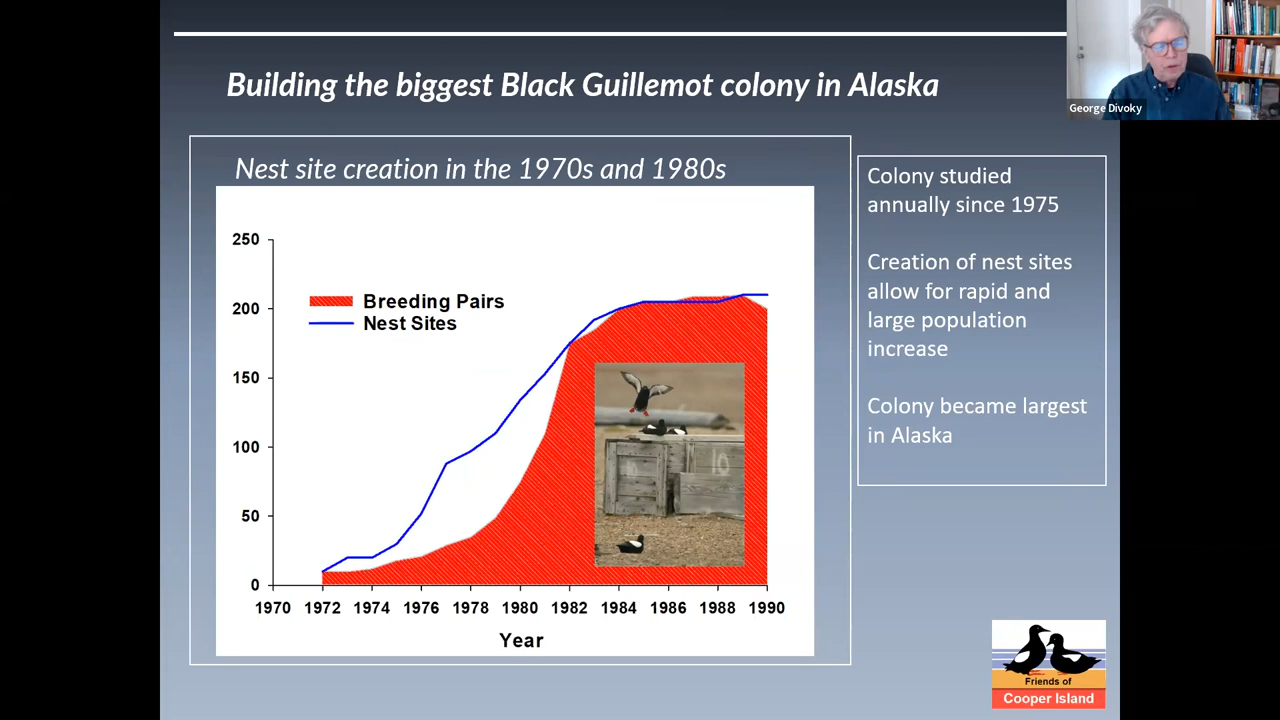 Building the biggest Black Guillemot colony in Alaska
George Divoky
Nest site creation in the 1970s and 1980s
250
200
150
100
50
0
Breeding Pairs
Nest Sites
10
1970 1972 1974 1976 1978 1980 1982 1984 1986 1988 1990
Year
Colony studied
annually since 1975
Creation of nest sites
allow for rapid and
large population
increase
Colony became largest
in Alaska
Friends of
Cooper Island